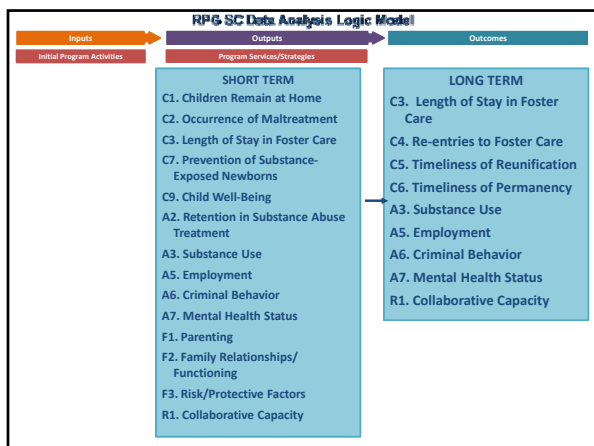 RPG SC Data Analysis Logic Model
Inputs
Outputs
Outcomes
Initial Program Activities
Program Services/Strategies
SHORT TERM
C1. Children Remain at Home
C2. Occurrence of Maltreatment
C3. Length of Stay in Foster Care
C7. Prevention of Substance-
Exposed Newborns
C9. Child Well-Being
A2. Retention in Substance Abuse
Treatment
A3. Substance Use
A5. Employment
A6. Criminal Behavior
A7. Mental Health Status
F1. Parenting
F2. Family Relationships/
Functioning
F3. Risk/Protective Factors
R1. Collaborative Capacity
LONG TERM
C3. Length of Stay in Foster
Care
C4. Re-entries to Foster Care
C5. Timeliness of Reunification
C6. Timeliness of Permanency
A3. Substance Use
A5. Employment
A6. Criminal Behavior
A7. Mental Health Status
R1. Collaborative Capacity